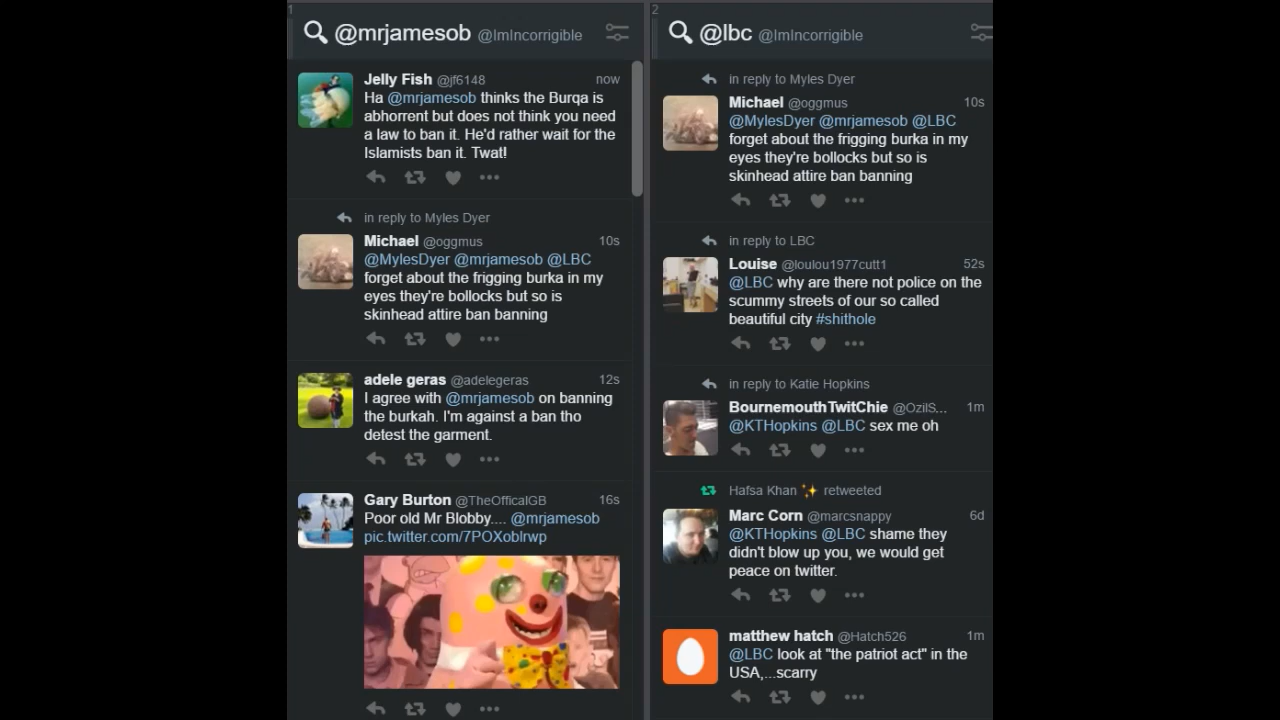 1
@mrjamesob @ImIncorrigible
Jelly Fish @jf6148 now
Ha @mrjamesob thinks the Burqa is
abhorrent but does not think you need
a law to ban it. He'd rather wait for the
Islamists ban it. Twat!
in reply to Myles Dyer
Michael @oggmus 10s
@MylesDyer @mrjamesob @LBC
forget about the frigging burka in my
eyes they're bollocks but so is
skinhead attire ban banning
adele geras @adelegeras 12s
I agree with @mrjamesob on banning
the burkah. I'm against a ban tho
detest the garment.
Gary Burton @TheOfficalGB 16s
Poor old Mr Blobby.... @mrjamesob
pic.twitter.com/7POXoblrwp
2
@lbc @ImIncorrigible
in reply to Myles Dyer
Michael @oggmus 10s
@MylesDyer @mrjamesob @LBC
forget about the frigging burka in my
eyes they're bollocks but so is
skinhead attire ban banning
in reply to LBC
Louise @loulou1977cutt1 52s
@LBC why are there not police on the
scummy streets of our so called
beautiful city #shithole
in reply to Katie Hopkins
BournemouthTwitChie @OzilS... 1m
@KTHopkins @LBC sex me oh
Hafsa Khan ✨ retweeted
Marc Corn @marcsnappy 6d
@KTHopkins @LBC shame they
didn't blow up you, we would get
peace on twitter.
matthew hatch @Hatch526 1m
@LBC look at "the patriot act" in the
USA,...scarry